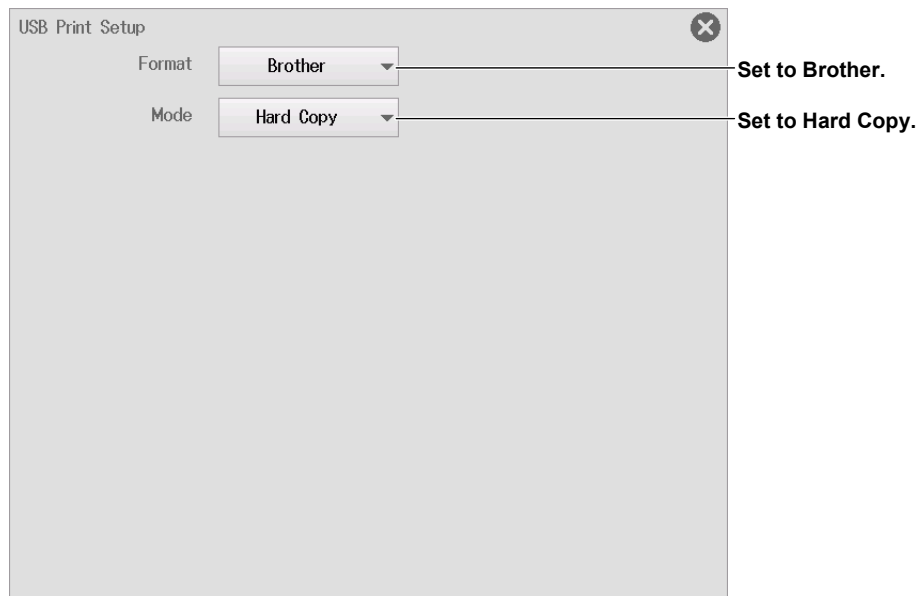 USB Print Setup
Format Brother Set to Brother.
Mode Hard Copy Set to Hard Copy.